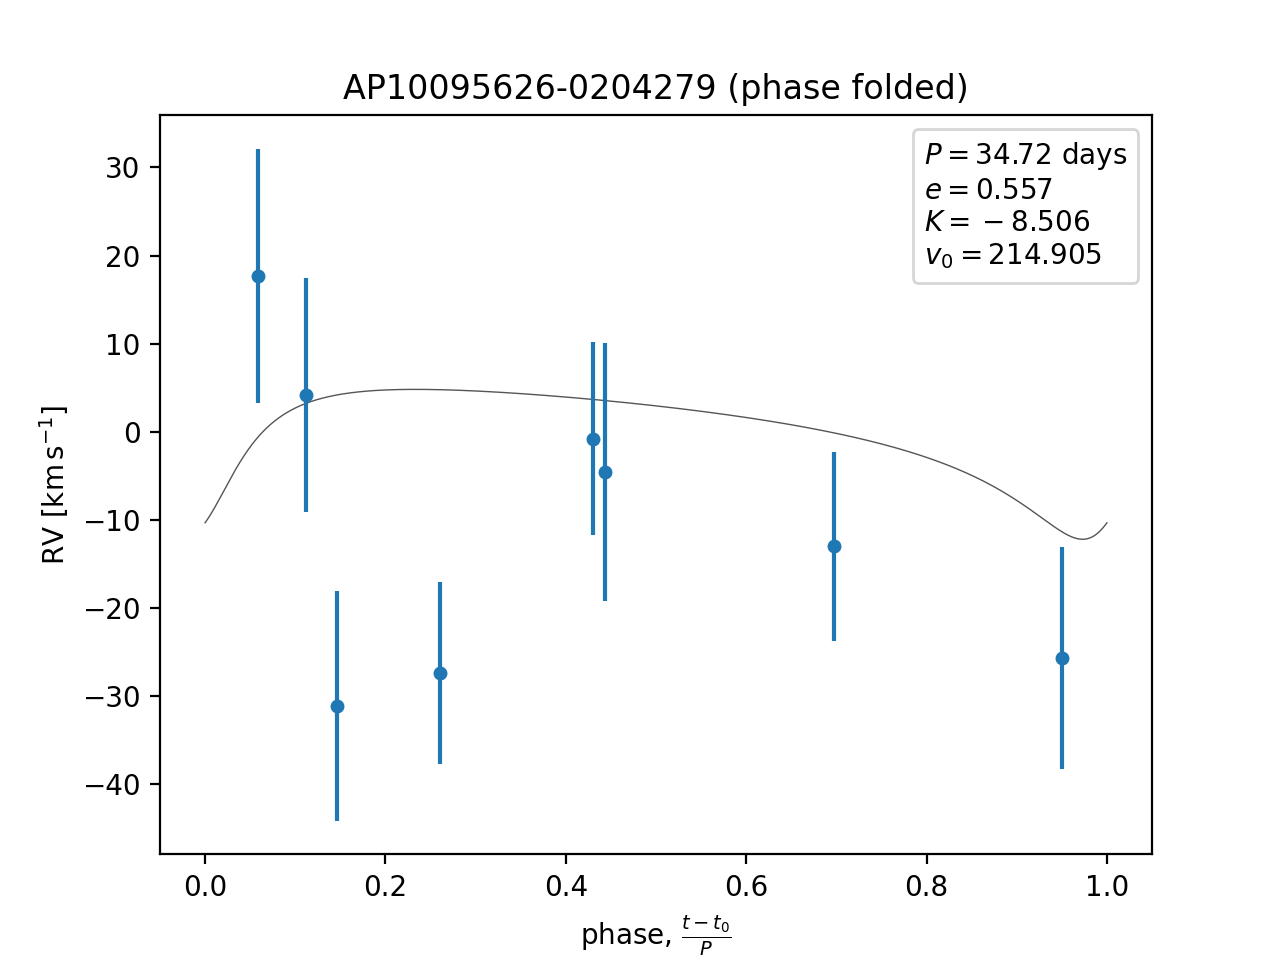 AP10095626-0204279 (phase folded)
P = 34.72 days
e = 0.557
K = −8.506
v₀ = 214.905
RV [km s⁻¹]
30
20
10
0
−10
−20
−30
−40
0.0 0.2 0.4 0.6 0.8 1.0
phase, (t − t₀)/P